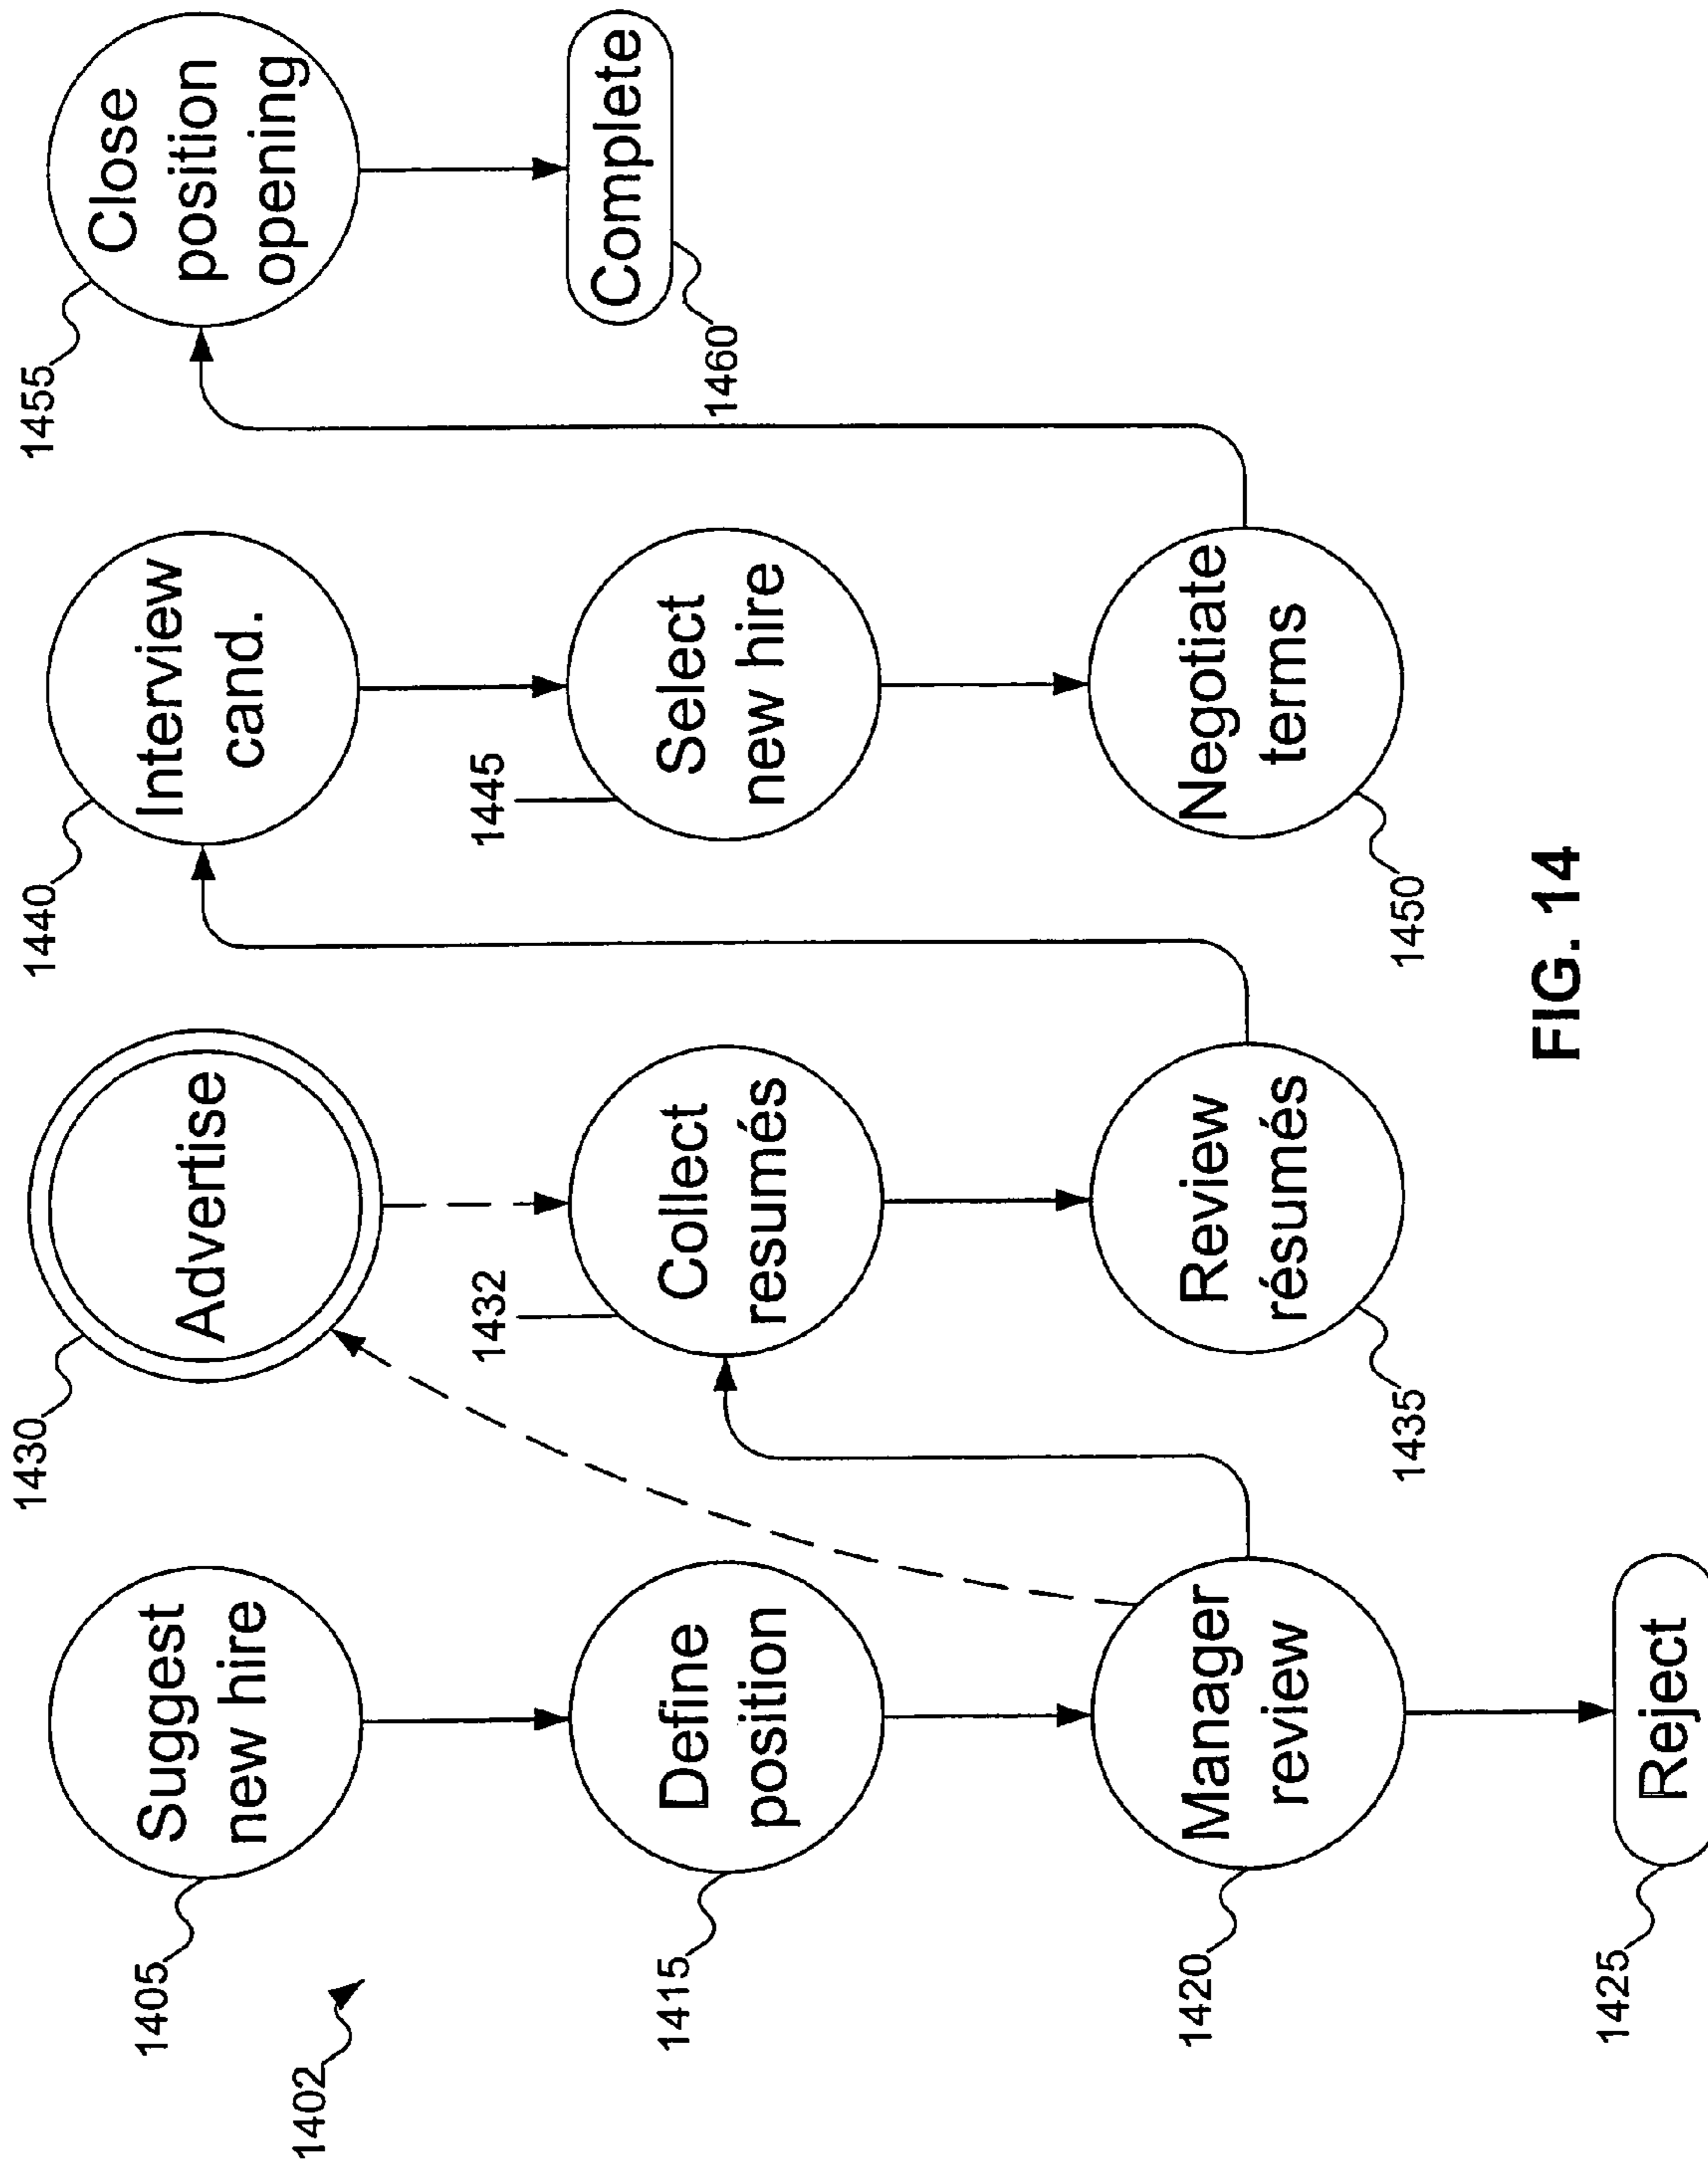 1402
1405
Suggest
new hire
1415
Define
position
1420
Manager
review
1425
Reject
1430
Advertise
1432
Collect
resumés
1435
Review
résumés
1440
Interview
cand.
1445
Select
new hire
1450
Negotiate
terms
1455
Close
position
opening
1460
Complete
FIG. 14